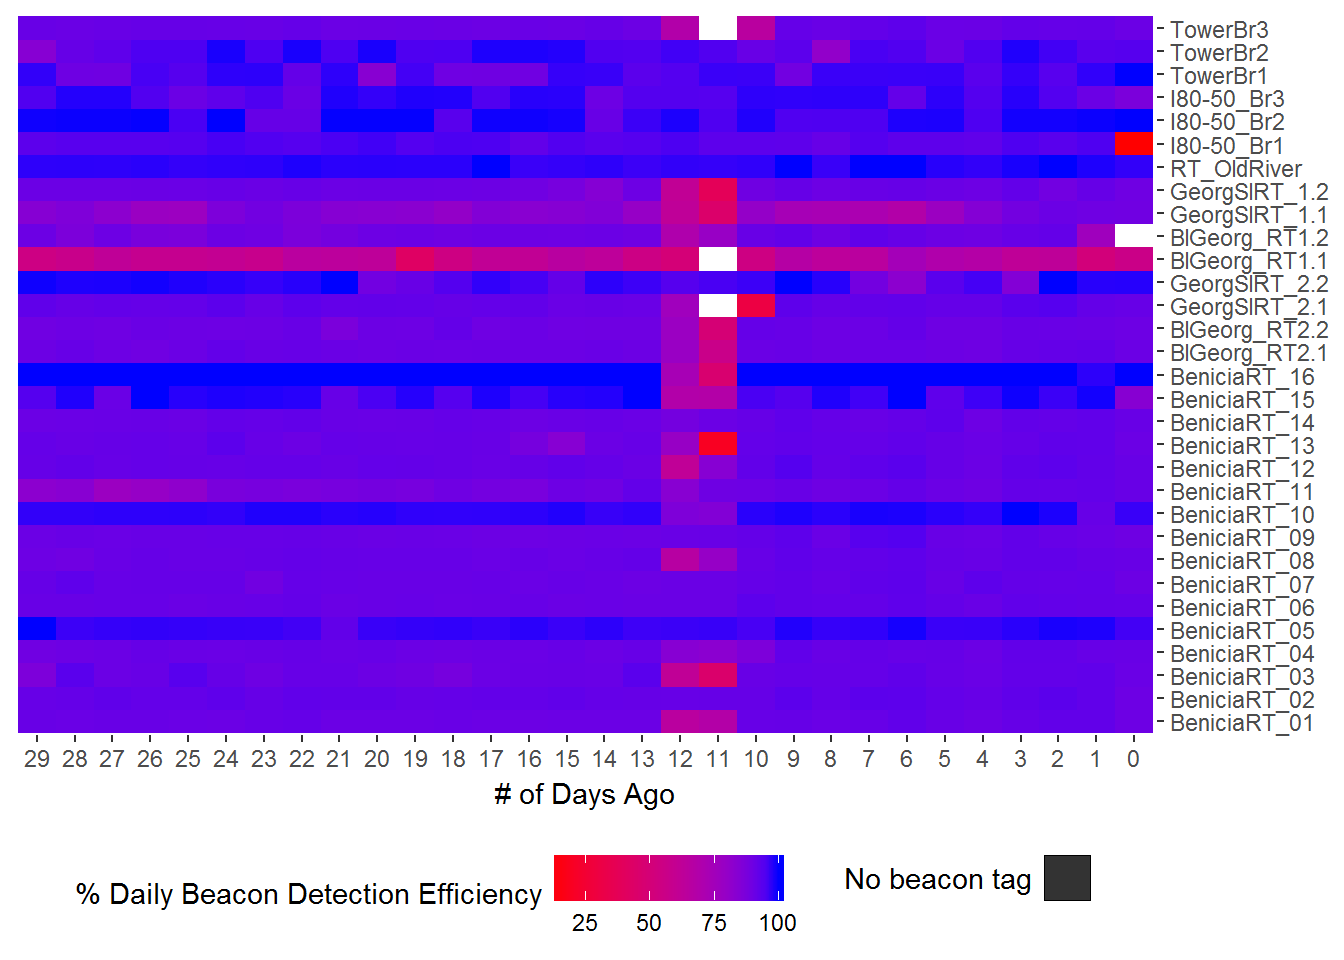 TowerBr3
TowerBr2
TowerBr1
I80-50_Br3
I80-50_Br2
I80-50_Br1
RT_OldRiver
GeorgSlRT_1.2
GeorgSlRT_1.1
BlGeorg_RT1.2
BlGeorg_RT1.1
GeorgSlRT_2.2
GeorgSlRT_2.1
BlGeorg_RT2.2
BlGeorg_RT2.1
BeniciaRT_16
BeniciaRT_15
BeniciaRT_14
BeniciaRT_13
BeniciaRT_12
BeniciaRT_11
BeniciaRT_10
BeniciaRT_09
BeniciaRT_08
BeniciaRT_07
BeniciaRT_06
BeniciaRT_05
BeniciaRT_04
BeniciaRT_03
BeniciaRT_02
BeniciaRT_01
29 28 27 26 25 24 23 22 21 20 19 18 17 16 15 14 13 12 11 10 9 8 7 6 5 4 3 2 1 0
# of Days Ago
% Daily Beacon Detection Efficiency
25 50 75 100
No beacon tag